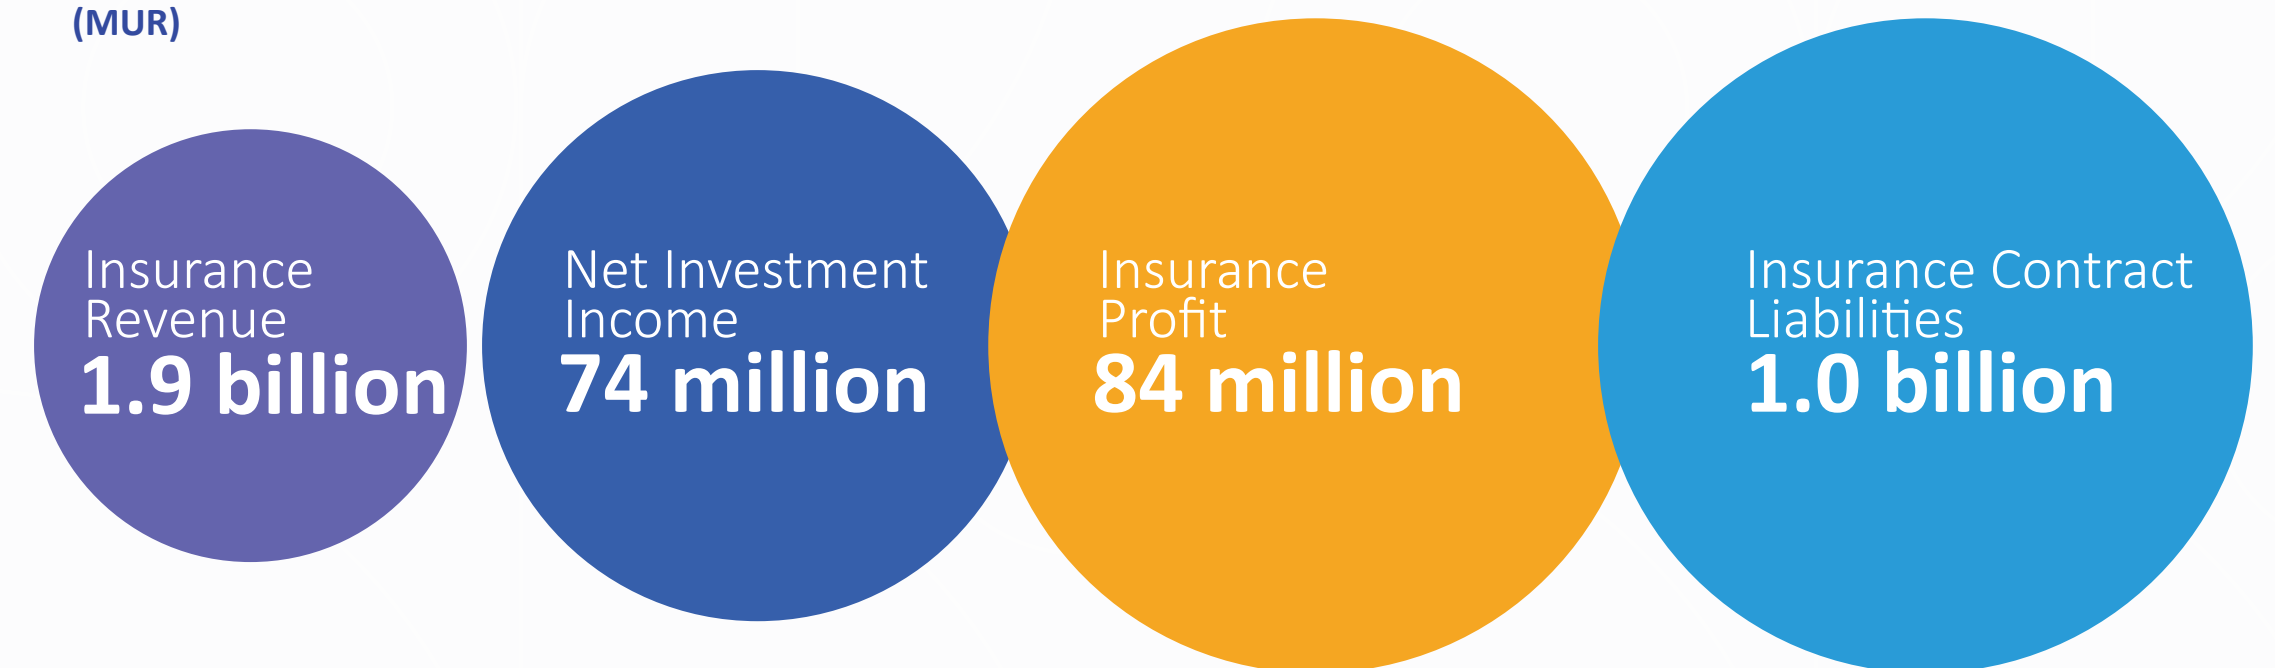 (MUR)
Insurance
Revenue
1.9 billion
Net Investment
Income
74 million
Insurance
Profit
84 million
Insurance Contract
Liabilities
1.0 billion